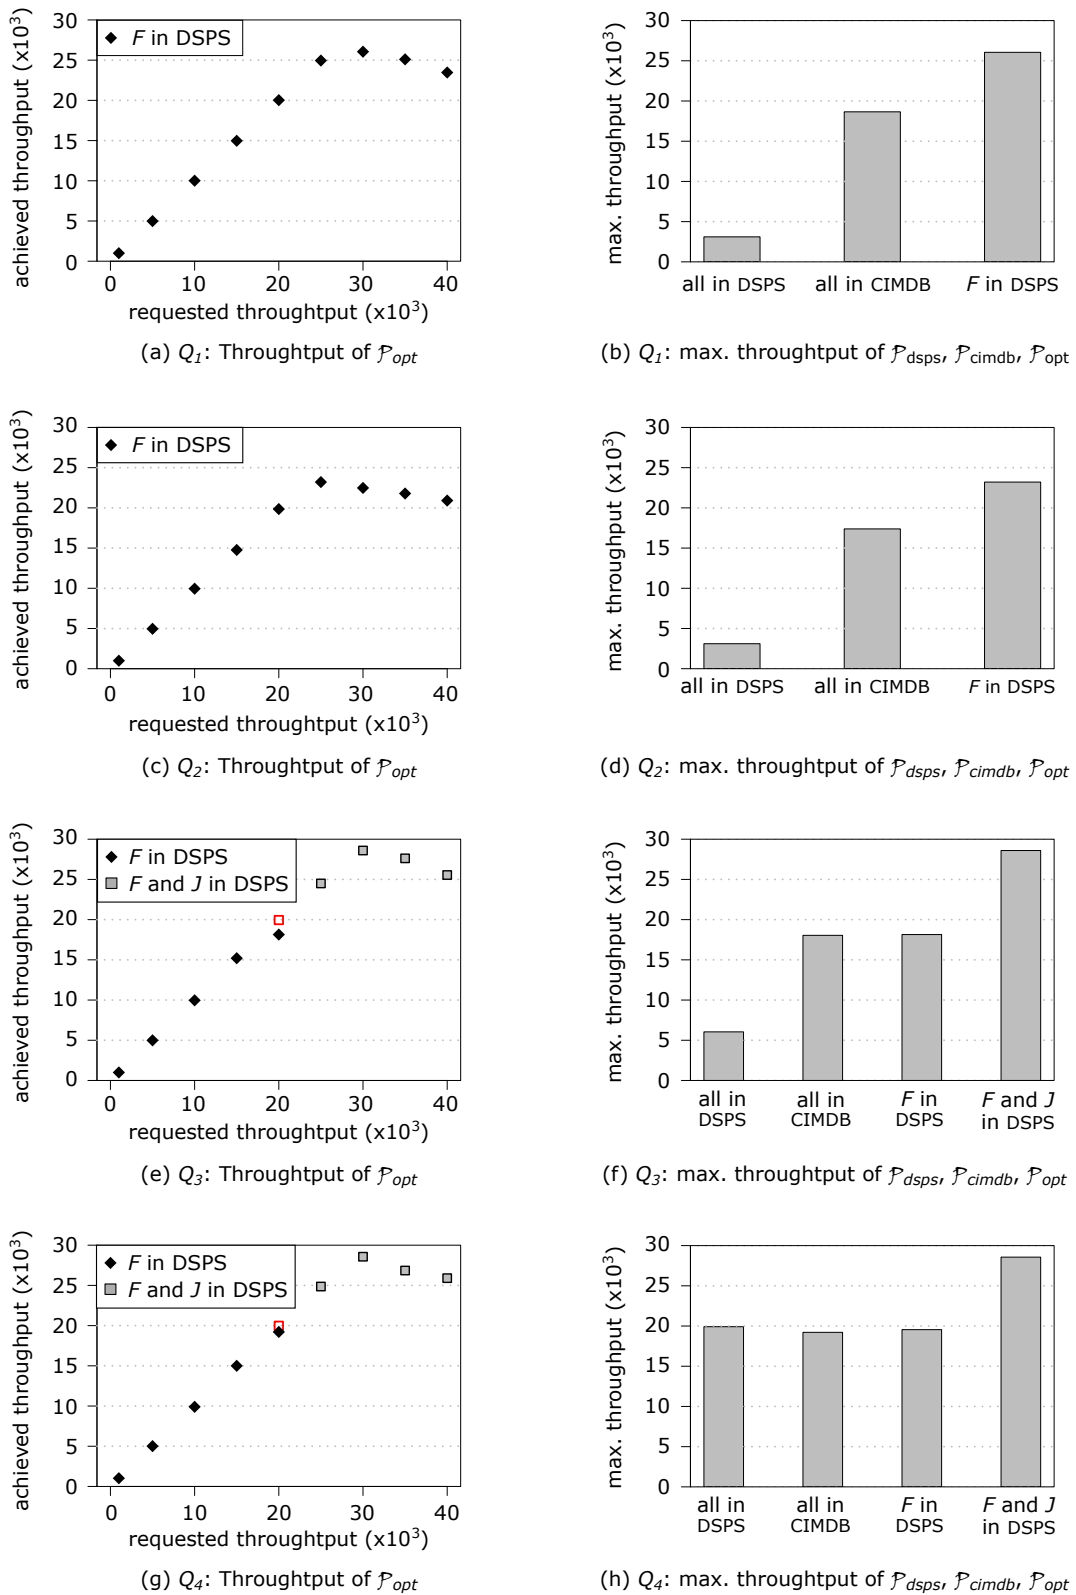 achieved throughput (x10³)
30
25
20
15
10
5
0
F in DSPS
0 10 20 30 40
requested throughtput (x10³)
(a) Q₁: Throughtput of 𝒫opt
max. throughput (x10³)
30
25
20
15
10
5
0
all in DSPS all in CIMDB F in DSPS
(b) Q₁: max. throughtput of 𝒫dsps, 𝒫cimdb, 𝒫opt
achieved throughput (x10³)
30
25
20
15
10
5
0
F in DSPS
0 10 20 30 40
requested throughtput (x10³)
(c) Q₂: Throughtput of 𝒫opt
max. throughput (x10³)
30
25
20
15
10
5
0
all in DSPS all in CIMDB F in DSPS
(d) Q₂: max. throughtput of 𝒫dsps, 𝒫cimdb, 𝒫opt
achieved throughput (x10³)
30
25
20
15
10
5
0
F in DSPS
F and J in DSPS
0 10 20 30 40
requested throughtput (x10³)
(e) Q₃: Throughtput of 𝒫opt
max. throughput (x10³)
30
25
20
15
10
5
0
all in all in F in F and J
DSPS CIMDB DSPS in DSPS
(f) Q₃: max. throughtput of 𝒫dsps, 𝒫cimdb, 𝒫opt
achieved throughput (x10³)
30
25
20
15
10
5
0
F in DSPS
F and J in DSPS
0 10 20 30 40
requested throughtput (x10³)
(g) Q₄: Throughtput of 𝒫opt
max. throughput (x10³)
30
25
20
15
10
5
0
all in all in F in F and J
DSPS CIMDB DSPS in DSPS
(h) Q₄: max. throughtput of 𝒫dsps, 𝒫cimdb, 𝒫opt